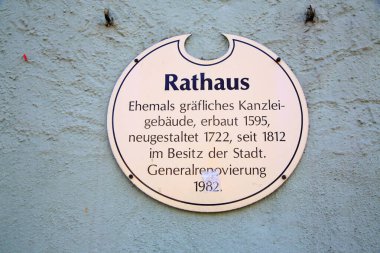 Rathaus
Ehemals gräfliches Kanzlei-
gebäude, erbaut 1595,
neugestaltet 1722, seit 1812
im Besitz der Stadt.
Generalrenovierung
1982.